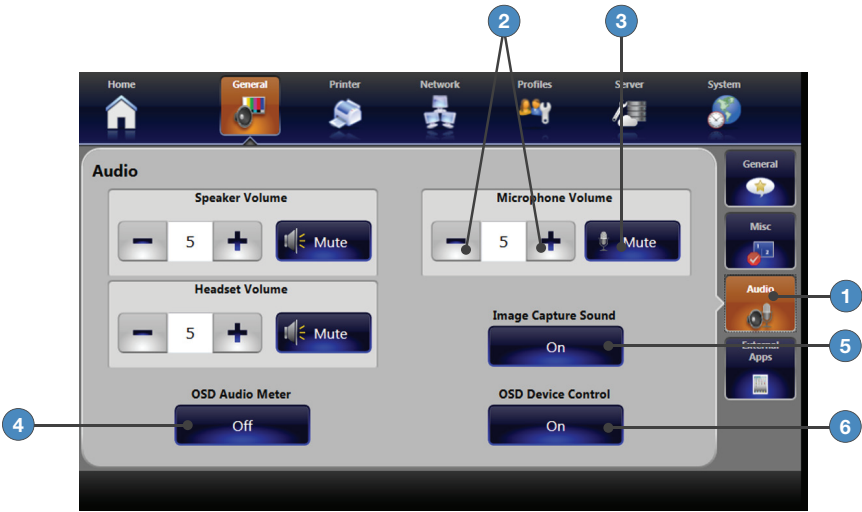 2 3
Home General Printer Network Profiles Server System
Audio
General
Speaker Volume Microphone Volume
Misc
1 2
5 Mute 5 Mute
Headset Volume Audio 1
Image Capture Sound
5 Mute On 5
External
Apps
OSD Audio Meter OSD Device Control
4 Off On 6